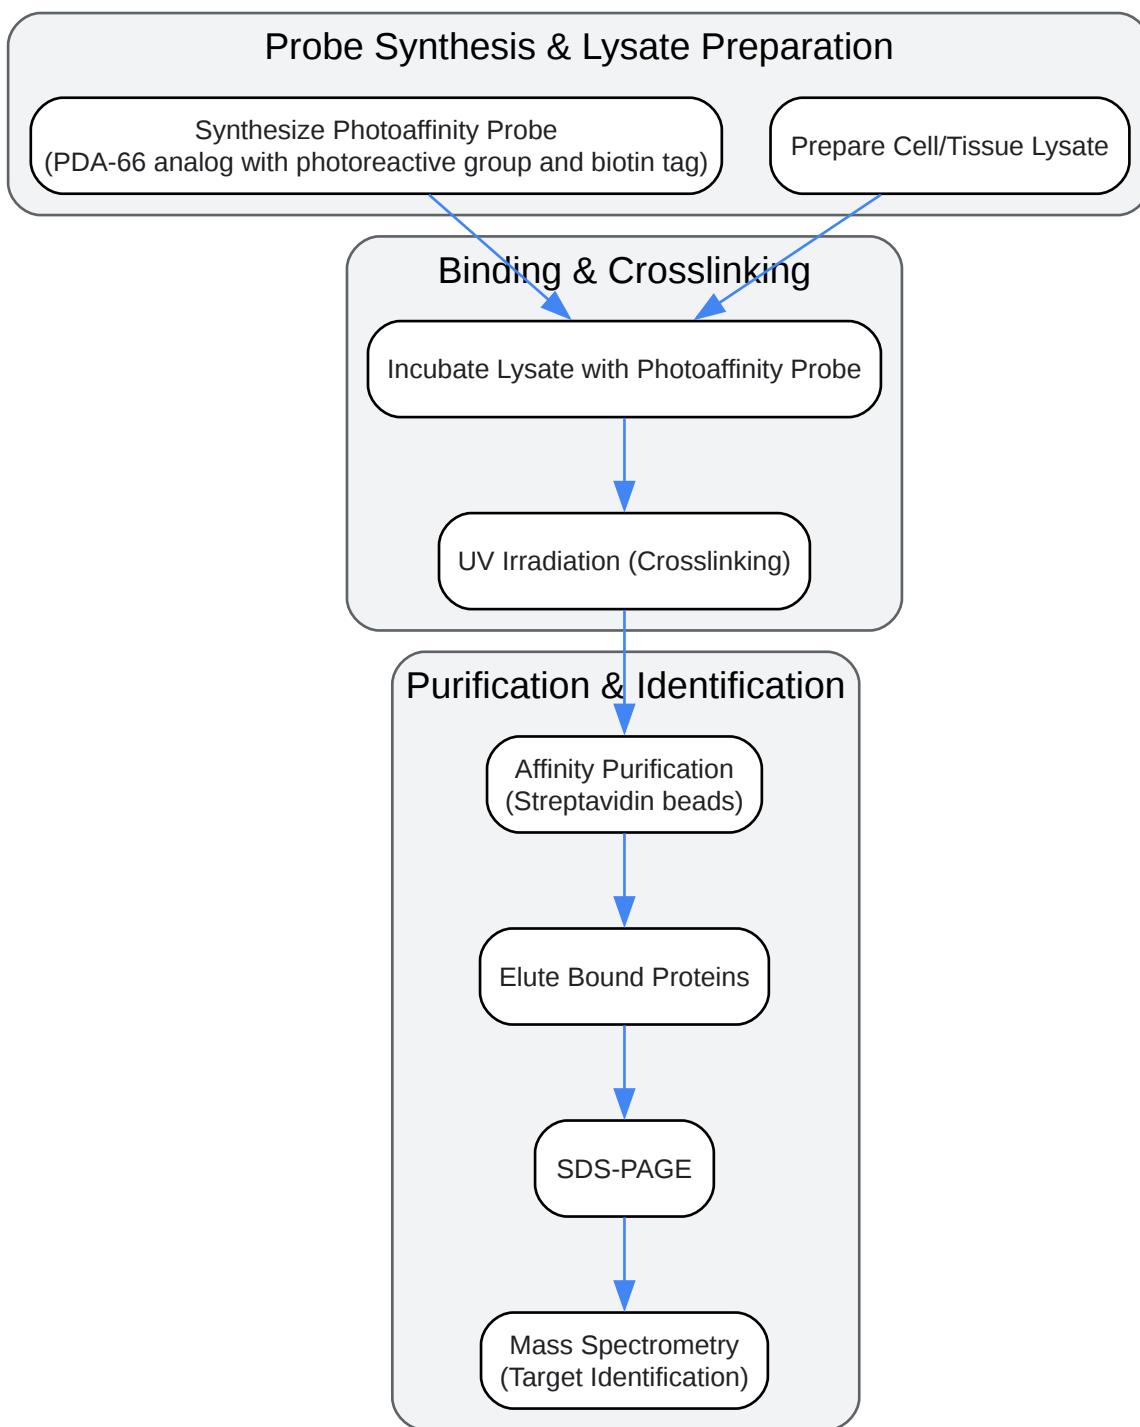 Probe Synthesis & Lysate Preparation
Synthesize Photoaffinity Probe
(PDA-66 analog with photoreactive group and biotin tag)
Prepare Cell/Tissue Lysate
Binding & Crosslinking
Incubate Lysate with Photoaffinity Probe
UV Irradiation (Crosslinking)
Purification & Identification
Affinity Purification
(Streptavidin beads)
Elute Bound Proteins
SDS-PAGE
Mass Spectrometry
(Target Identification)